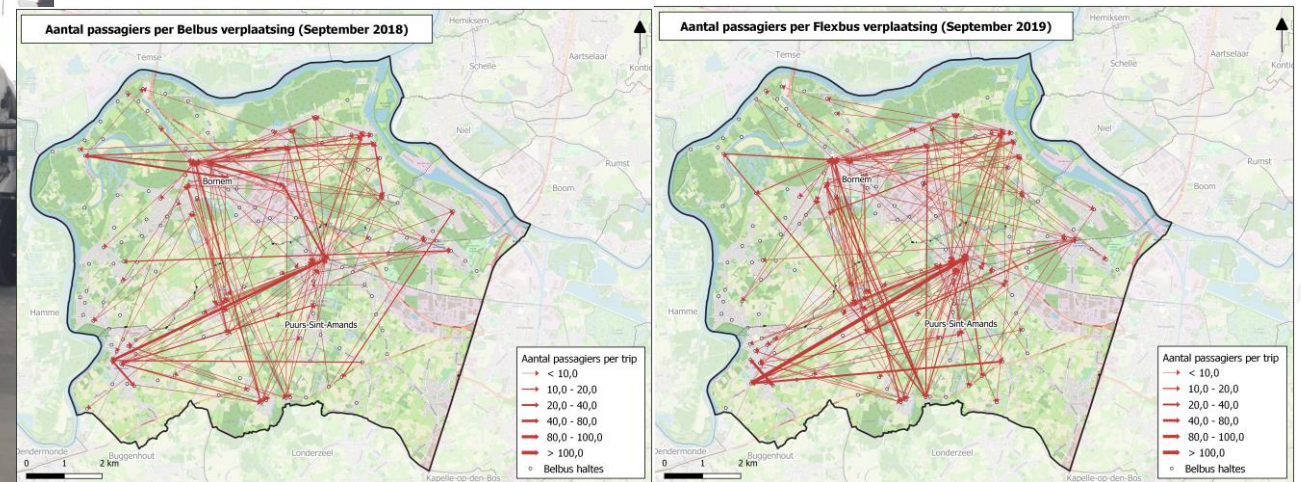 Aantal passagiers per Belbus verplaatsing (September 2018)
Hemiksem
Temse
Schelle
Aartselaar
Kontic
Niel
Rumst
Boom
Bornem
Hamme
Puurs-Sint-Amands
Dendermonde
Buggenhout
Londerzeel
Kapelle-op-den-Bos
0 1 2 km
Aantal passagiers per trip
< 10,0
10,0 - 20,0
20,0 - 40,0
40,0 - 80,0
80,0 - 100,0
> 100,0
Belbus haltes
Aantal passagiers per Flexbus verplaatsing (September 2019)
Hemiksem
Temse
Schelle
Aartselaar
Niel
Rumst
Boom
Bornem
Hamme
Puurs-Sint-Amands
Dendermonde
Buggenhout
Londerzeel
Kapelle-op-den-Bos
0 1 2 km
Aantal passagiers per trip
< 10,0
10,0 - 20,0
20,0 - 40,0
40,0 - 80,0
80,0 - 100,0
> 100,0
Belbus haltes